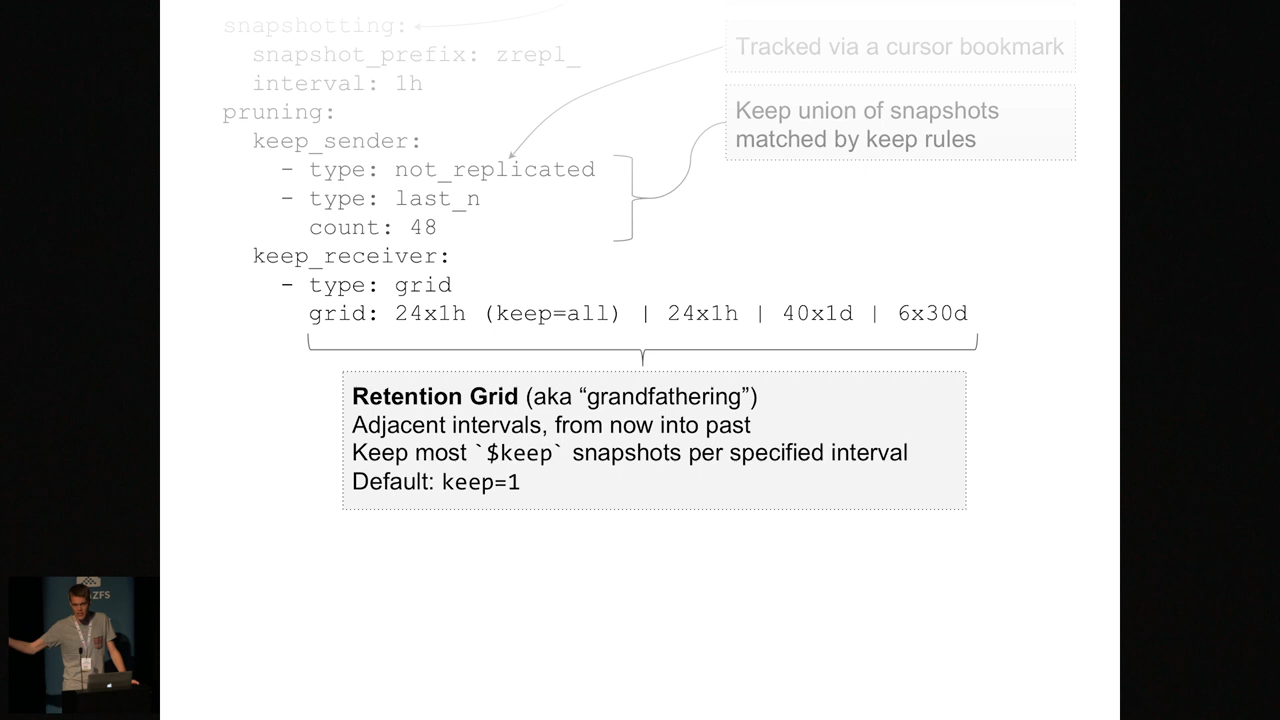 snapshotting:
snapshot_prefix: zrepl_
interval: 1h
pruning:
keep_sender:
- type: not_replicated
- type: last_n
count: 48
keep_receiver:
- type: grid
grid: 24x1h (keep=all) | 24x1h | 40x1d | 6x30d
Tracked via a cursor bookmark
Keep union of snapshots
matched by keep rules
Retention Grid (aka “grandfathering”)
Adjacent intervals, from now into past
Keep most `$keep` snapshots per specified interval
Default: keep=1
ZFS